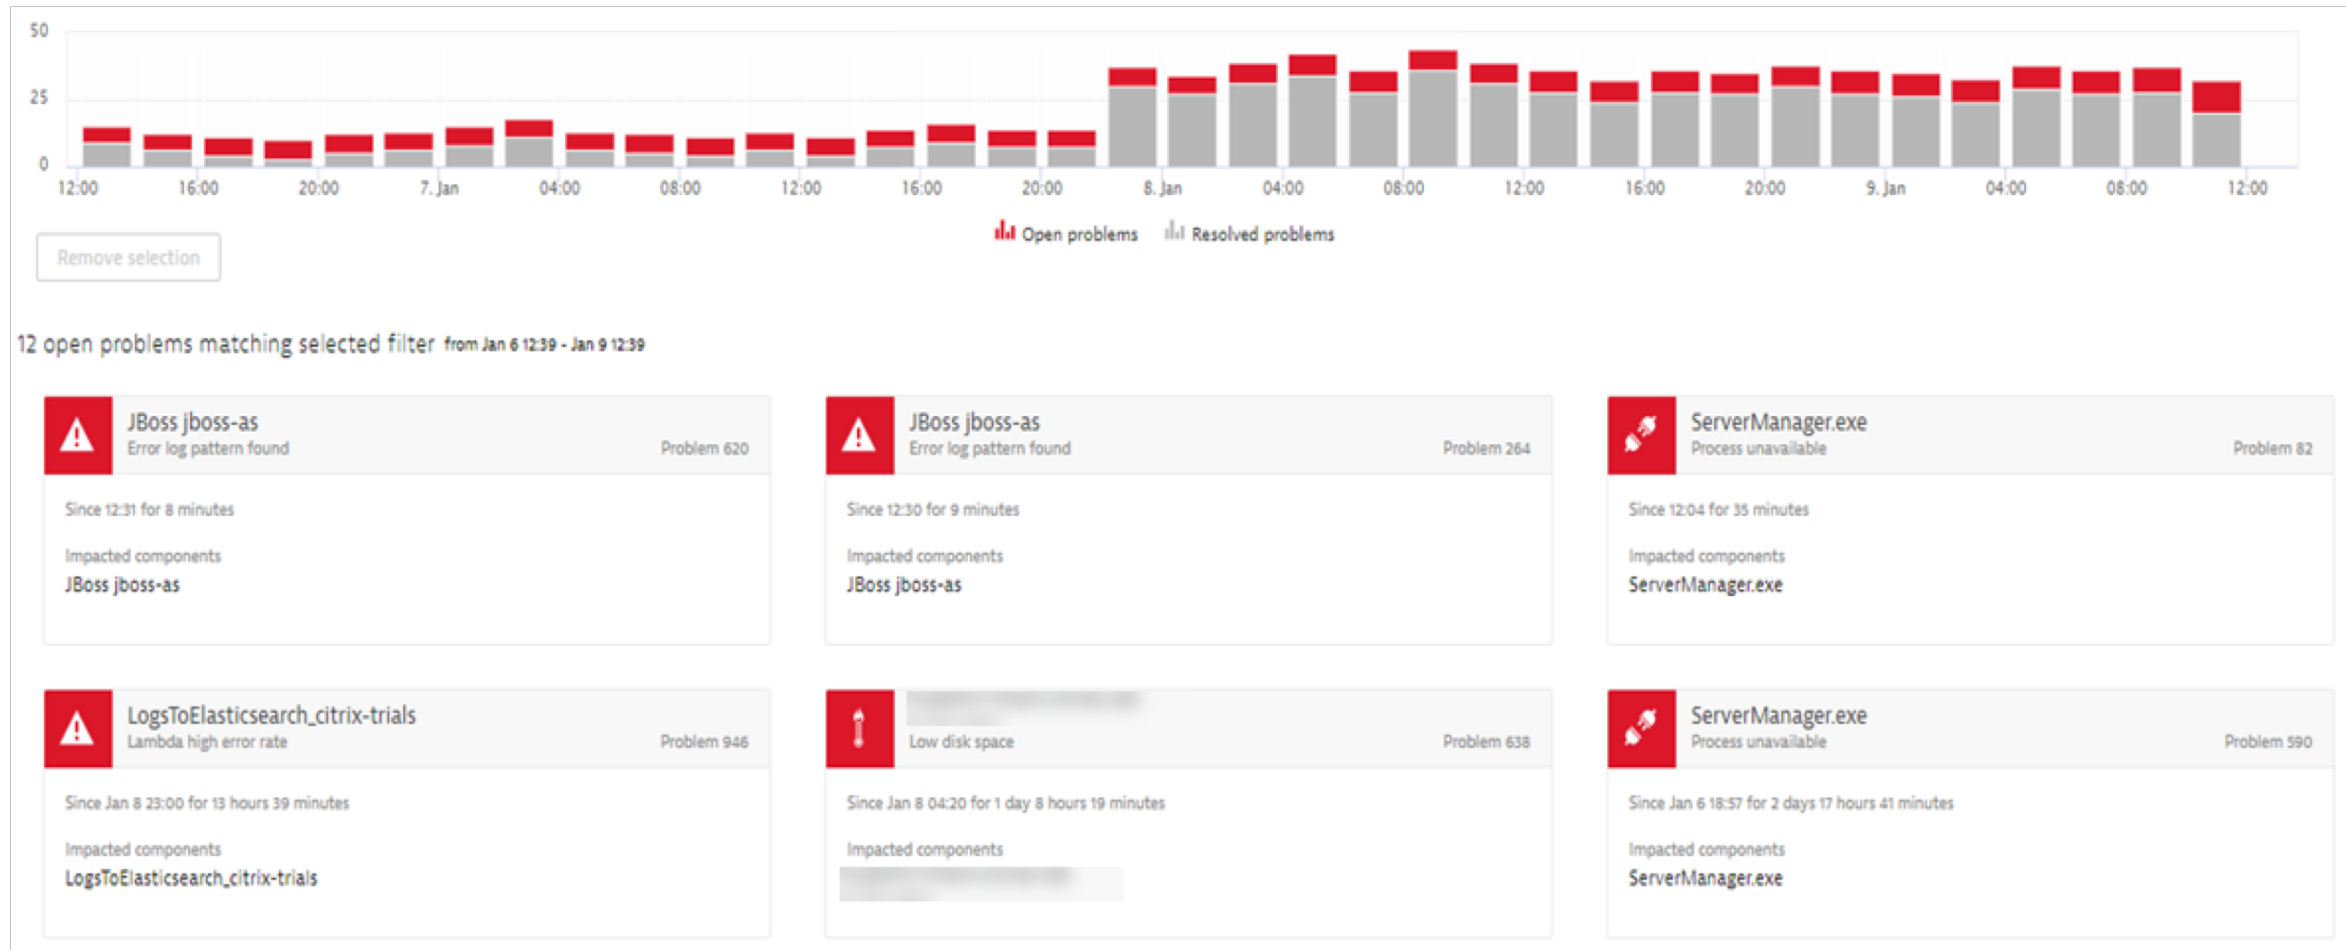 50
25
0
12:00 16:00 20:00 7. Jan 04:00 08:00 12:00 16:00 20:00 8. Jan 04:00 08:00 12:00 16:00 20:00 9. Jan 04:00 08:00 12:00
Open problems Resolved problems
Remove selection
12 open problems matching selected filter from Jan 6 12:39 - Jan 9 12:39
JBoss jboss-as
Error log pattern found Problem 620
Since 12:31 for 8 minutes
Impacted components
JBoss jboss-as
JBoss jboss-as
Error log pattern found Problem 264
Since 12:30 for 9 minutes
Impacted components
JBoss jboss-as
ServerManager.exe
Process unavailable Problem 82
Since 12:04 for 35 minutes
Impacted components
ServerManager.exe
LogsToElasticsearch_citrix-trials
Lambda high error rate Problem 946
Since Jan 8 23:00 for 13 hours 39 minutes
Impacted components
LogsToElasticsearch_citrix-trials
Low disk space Problem 638
Since Jan 8 04:20 for 1 day 8 hours 19 minutes
Impacted components
ServerManager.exe
Process unavailable Problem 590
Since Jan 6 18:57 for 2 days 17 hours 41 minutes
Impacted components
ServerManager.exe